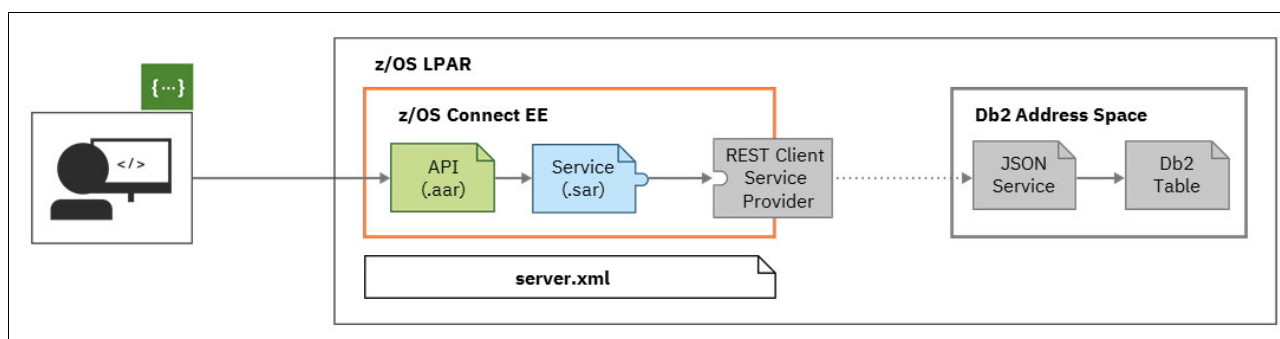 z/OS LPAR
{...}
z/OS Connect EE
Db2 Address Space
</>
API
(.aar)
Service
(.sar)
REST Client
Service
Provider
JSON
Service
Db2
Table
server.xml